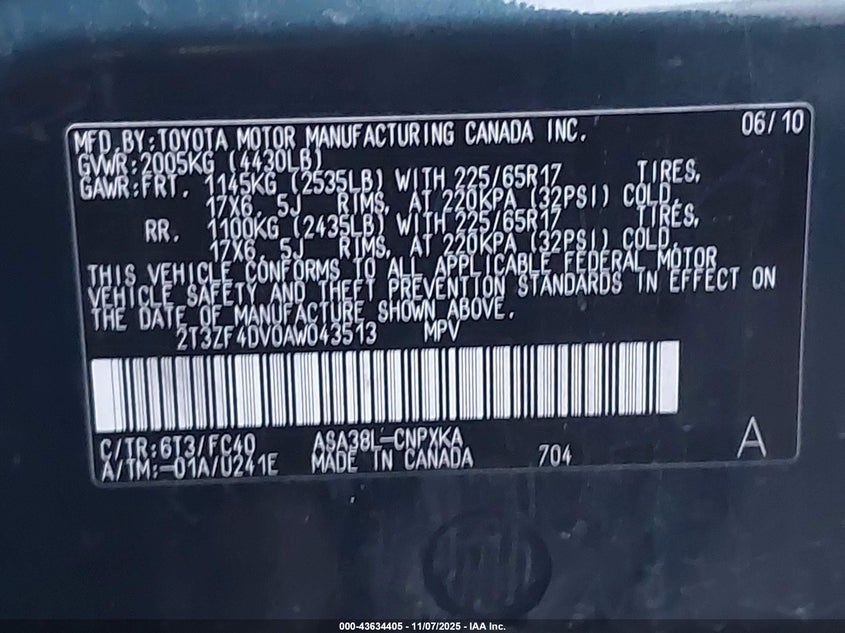 MFD.BY:TOYOTA MOTOR MANUFACTURING CANADA INC. 06/10
GVWR:2005KG (4430LB)
GAWR:FRT. 1145KG (2535LB) WITH 225/65R17 TIRES,
17X6.5J RIMS, AT 220KPA (32PSI) COLD.
RR. 1100KG (2435LB) WITH 225/65R17 TIRES,
17X6.5J RIMS, AT 220KPA (32PSI) COLD.
THIS VEHICLE CONFORMS TO ALL APPLICABLE FEDERAL MOTOR
VEHICLE SAFETY AND THEFT PREVENTION STANDARDS IN EFFECT ON
THE DATE OF MANUFACTURE SHOWN ABOVE.
2T3ZF4DV0AW043513 MPV
C/TR:6T3/FC40 ASA38L-CNPXKA A
A/TM:-01A/U241E MADE IN CANADA 704
000-43634405 - 11/07/2025 - IAA Inc.